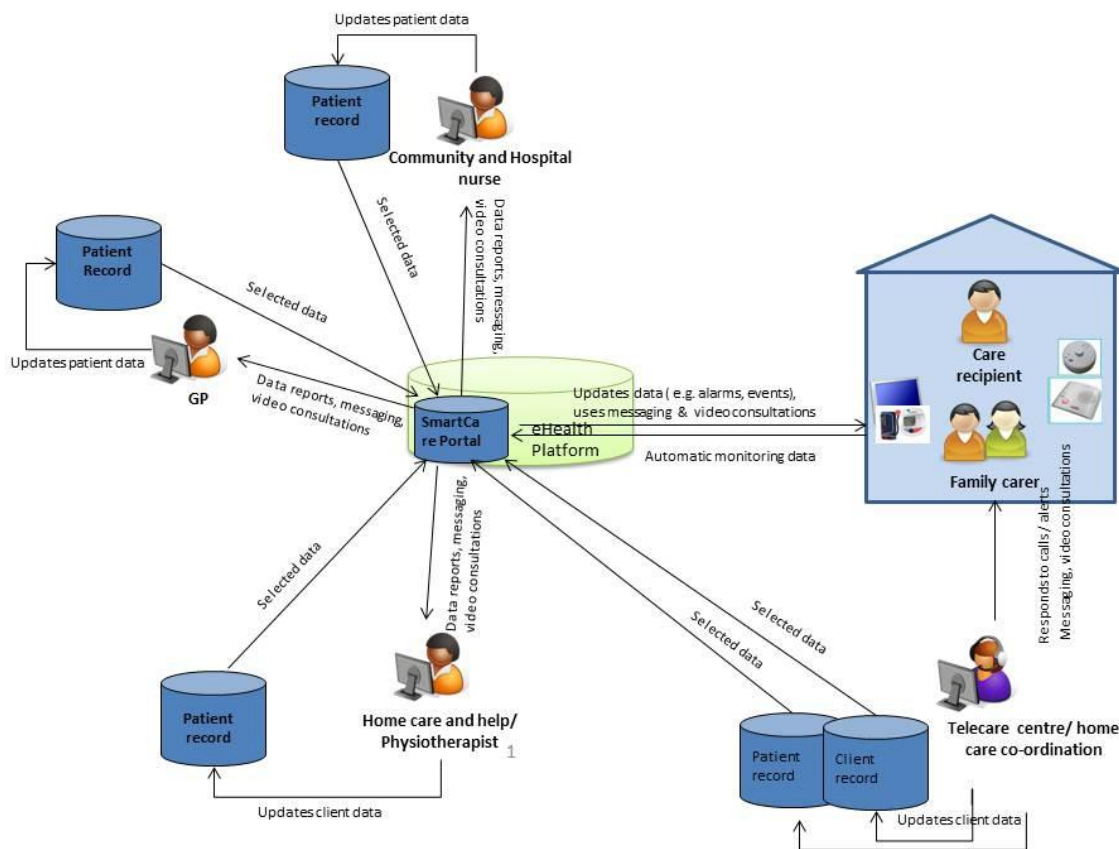 Updates patient data
Patient
record
Community and Hospital
nurse
Selected data
Data reports, messaging,
video consultations
Patient
Record
Selected data
Updates patient data
GP
Data reports, messaging,
video consultations
SmartCa
re Portal
eHealth
Platform
Updates data ( e.g. alarms, events),
uses messaging & video consultations
Automatic monitoring data
Care
recipient
Family carer
Responds to calls / alerts
Messaging, video consultations
Selected data
Data reports, messaging,
video consultations
Selected data
Selected data
Patient
record
Home care and help/
Physiotherapist
1
Updates client data
Patient
record
Client
record
Telecare centre/ home
care co-ordination
Updates client data